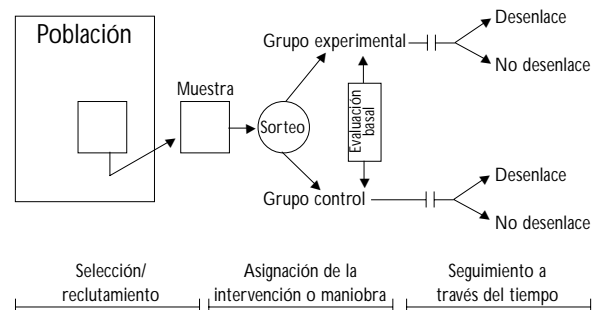 Población
Muestra
Sorteo
Grupo experimental
Evaluación
basal
Grupo control
Desenlace
No desenlace
Desenlace
No desenlace
Selección/
reclutamiento
Asignación de la
intervención o maniobra
Seguimiento a
través del tiempo